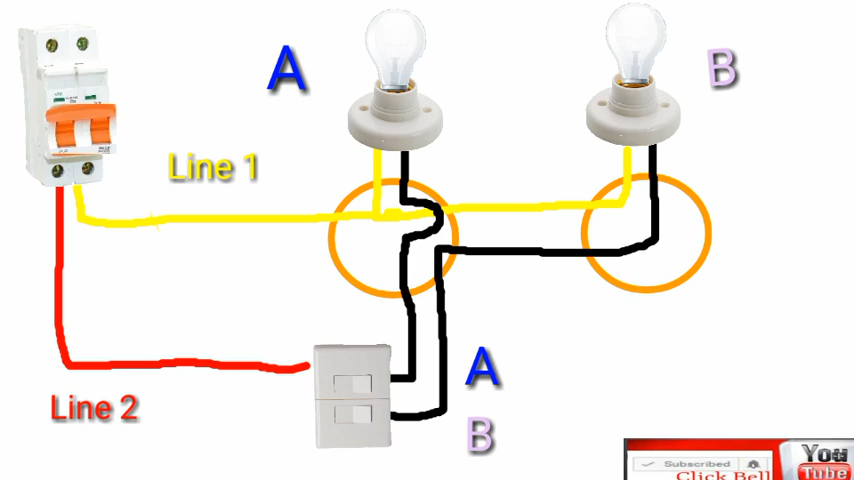 A
B
Line 1
Line 2
A
B
Subscribed
Click Bell
You
Tube